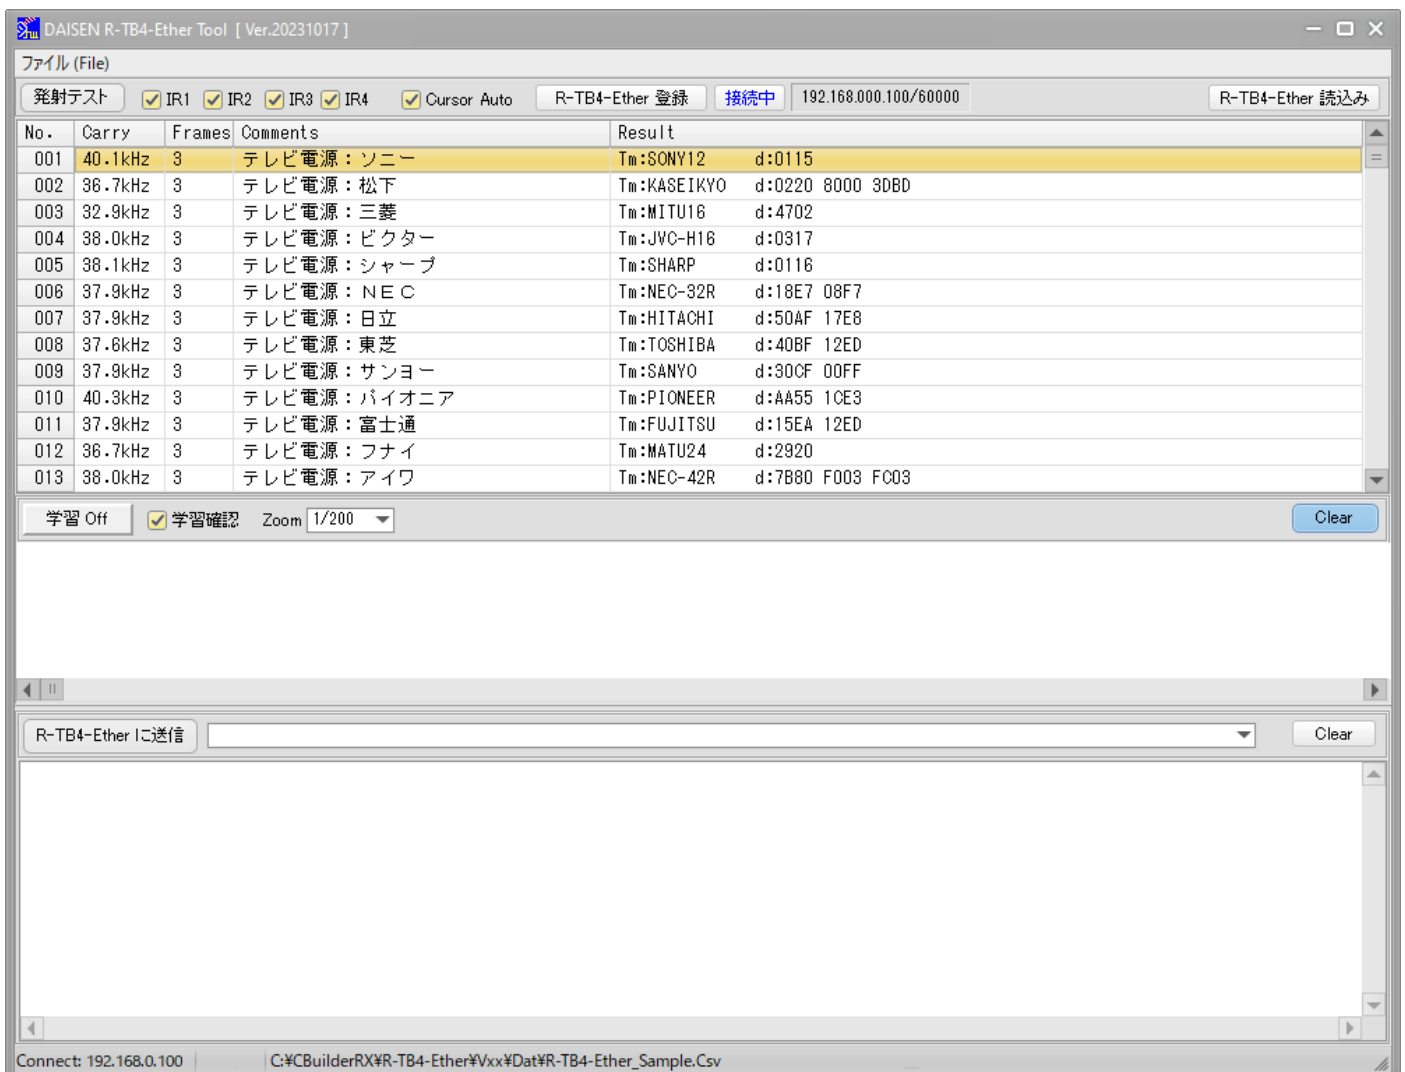 DAISEN R-TB4-Ether Tool [ Ver.20231017 ]
ファイル (File)
発射テスト IR1 IR2 IR3 IR4 Cursor Auto R-TB4-Ether 登録 接続中 192.168.000.100/60000 R-TB4-Ether 読込み
No. Carry Frames Comments Result
001 40.1kHz 3 テレビ電源：ソニー Tm:SONY12 d:0115
002 36.7kHz 3 テレビ電源：松下 Tm:KASEIKYO d:0220 8000 3DBD
003 32.9kHz 3 テレビ電源：三菱 Tm:MITU16 d:4702
004 38.0kHz 3 テレビ電源：ビクター Tm:JVC-H16 d:0317
005 38.1kHz 3 テレビ電源：シャープ Tm:SHARP d:0116
006 37.9kHz 3 テレビ電源：ＮＥＣ Tm:NEC-32R d:18E7 08F7
007 37.9kHz 3 テレビ電源：日立 Tm:HITACHI d:50AF 17E8
008 37.6kHz 3 テレビ電源：東芝 Tm:TOSHIBA d:40BF 12ED
009 37.9kHz 3 テレビ電源：サンヨー Tm:SANYO d:30CF 00FF
010 40.3kHz 3 テレビ電源：パイオニア Tm:PIONEER d:AA55 1CE3
011 37.9kHz 3 テレビ電源：富士通 Tm:FUJITSU d:15EA 12ED
012 36.7kHz 3 テレビ電源：フナイ Tm:MATU24 d:2920
013 38.0kHz 3 テレビ電源：アイワ Tm:NEC-42R d:7B80 F003 FC03
学習 Off 学習確認 Zoom 1/200 Clear
R-TB4-Ether に送信 Clear
Connect: 192.168.0.100 C:¥CBuilderRX¥R-TB4-Ether¥Vxx¥Dat¥R-TB4-Ether_Sample.Csv